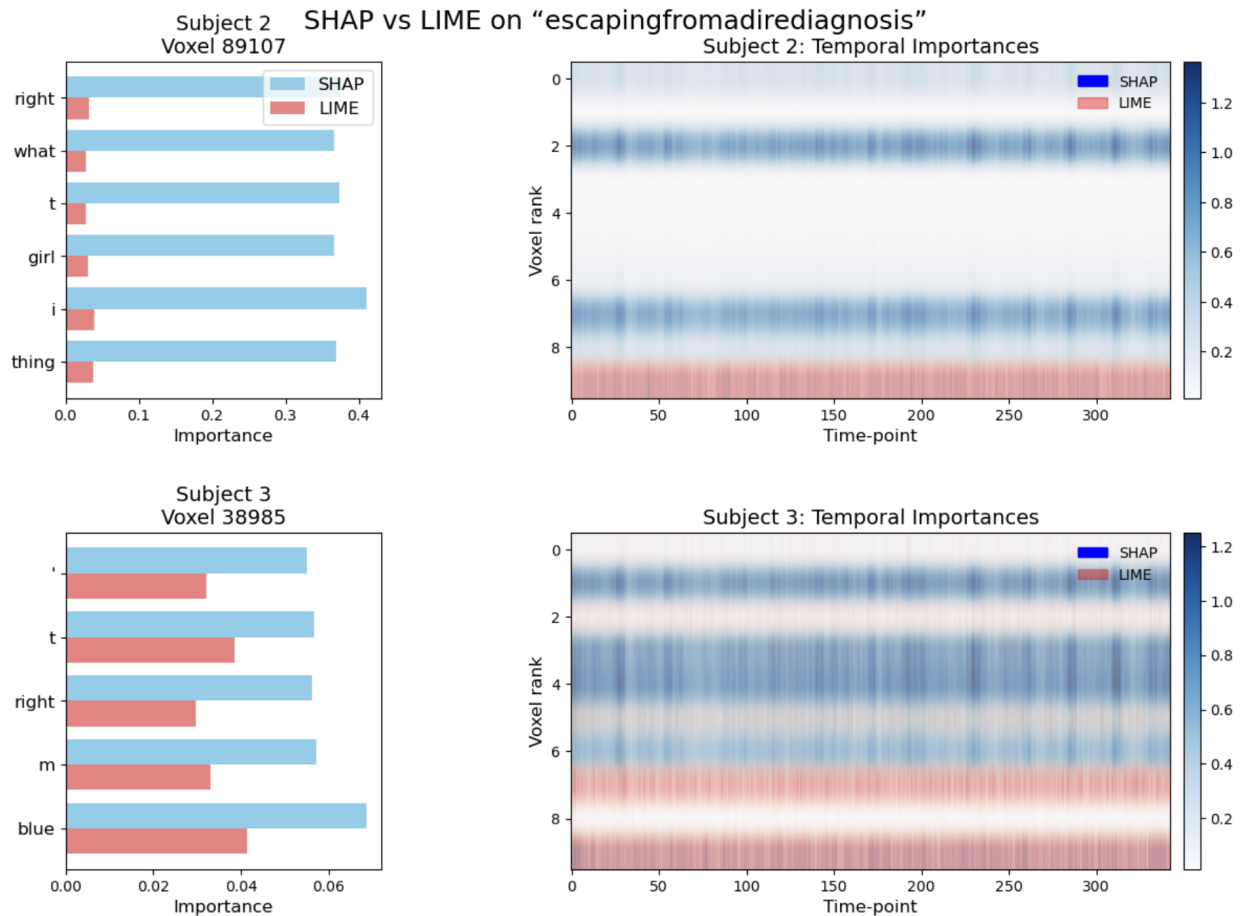 SHAP vs LIME on “escapingfromadirediagnosis”
Subject 2
Voxel 89107
SHAP
LIME
right
what
t
girl
i
thing
0.0 0.1 0.2 0.3 0.4
Importance
Subject 2: Temporal Importances
SHAP
LIME
Voxel rank
0
2
4
6
8
0 50 100 150 200 250 300
Time-point
1.2
1.0
0.8
0.6
0.4
0.2
Subject 3
Voxel 38985
'
t
right
m
blue
0.00 0.02 0.04 0.06
Importance
Subject 3: Temporal Importances
SHAP
LIME
Voxel rank
0
2
4
6
8
0 50 100 150 200 250 300
Time-point
1.2
1.0
0.8
0.6
0.4
0.2